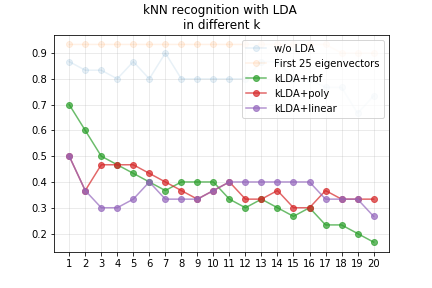 kNN recognition with LDA
in different k
w/o LDA
First 25 eigenvectors
kLDA+rbf
kLDA+poly
kLDA+linear
0.9
0.8
0.7
0.6
0.5
0.4
0.3
0.2
1 2 3 4 5 6 7 8 9 10 11 12 13 14 15 16 17 18 19 20